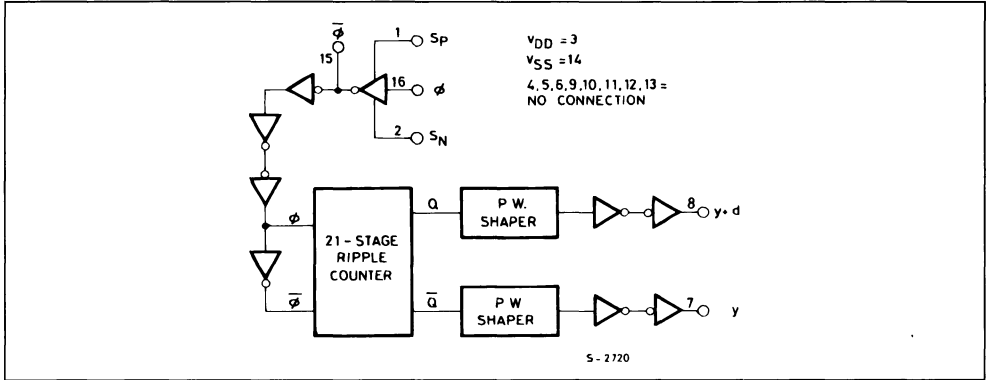 φ̅
15
1 SP
16 φ
2 SN
VDD = 3
VSS = 14
4,5,6,9,10,11,12,13 =
NO CONNECTION
φ
φ̅
21-STAGE
RIPPLE
COUNTER
Q
P W.
SHAPER
8 y+d
Q̅
P W
SHAPER
7 y
S-2720